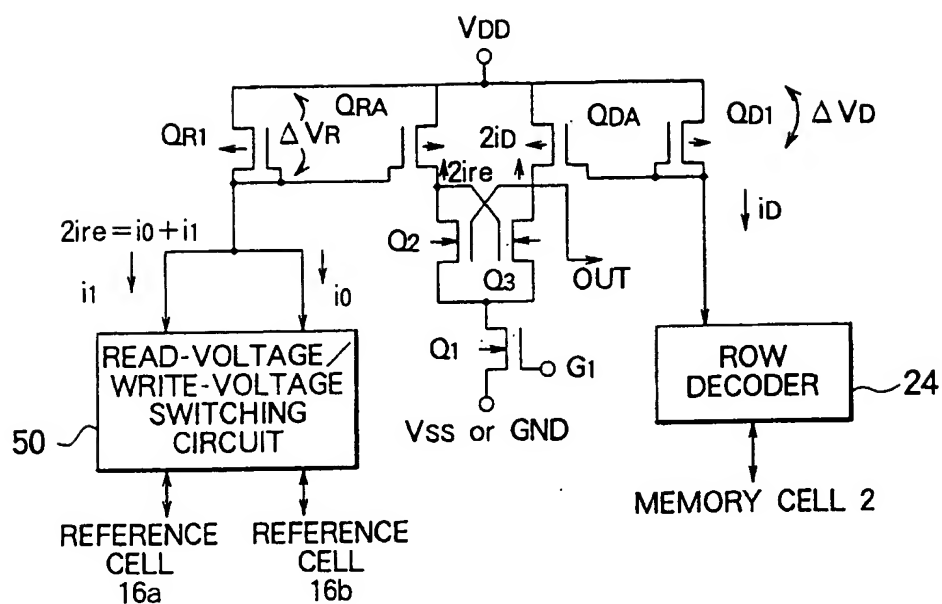 VDD
QRA
QDA
QR1
ΔVR
2iD
QD1
ΔVD
2ire
iD
2ire=i0+i1
Q2
Q3
OUT
i1
i0
READ-VOLTAGE/
WRITE-VOLTAGE
SWITCHING
CIRCUIT
Q1
G1
ROW
DECODER
24
50
VSS or GND
MEMORY CELL 2
REFERENCE
CELL
16a
REFERENCE
CELL
16b